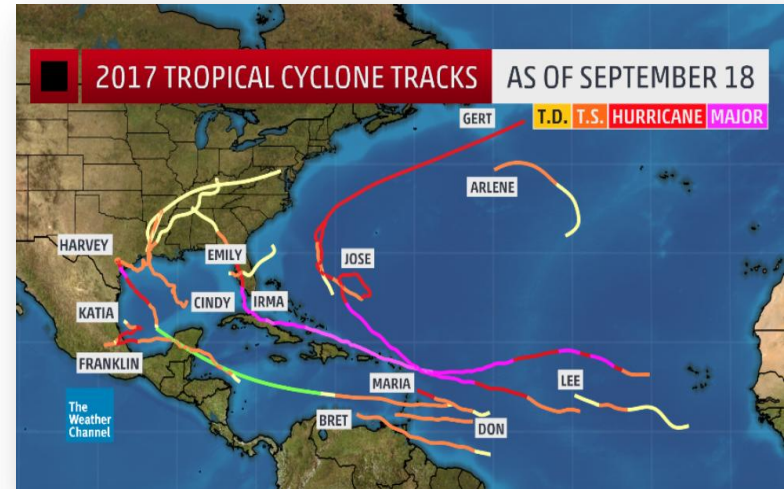 2017 TROPICAL CYCLONE TRACKS
AS OF SEPTEMBER 18
GERT
T.D. T.S. HURRICANE MAJOR
ARLENE
HARVEY
EMILY
JOSE
KATIA
CINDY
IRMA
FRANKLIN
MARIA
LEE
BRET
DON
The
Weather
Channel